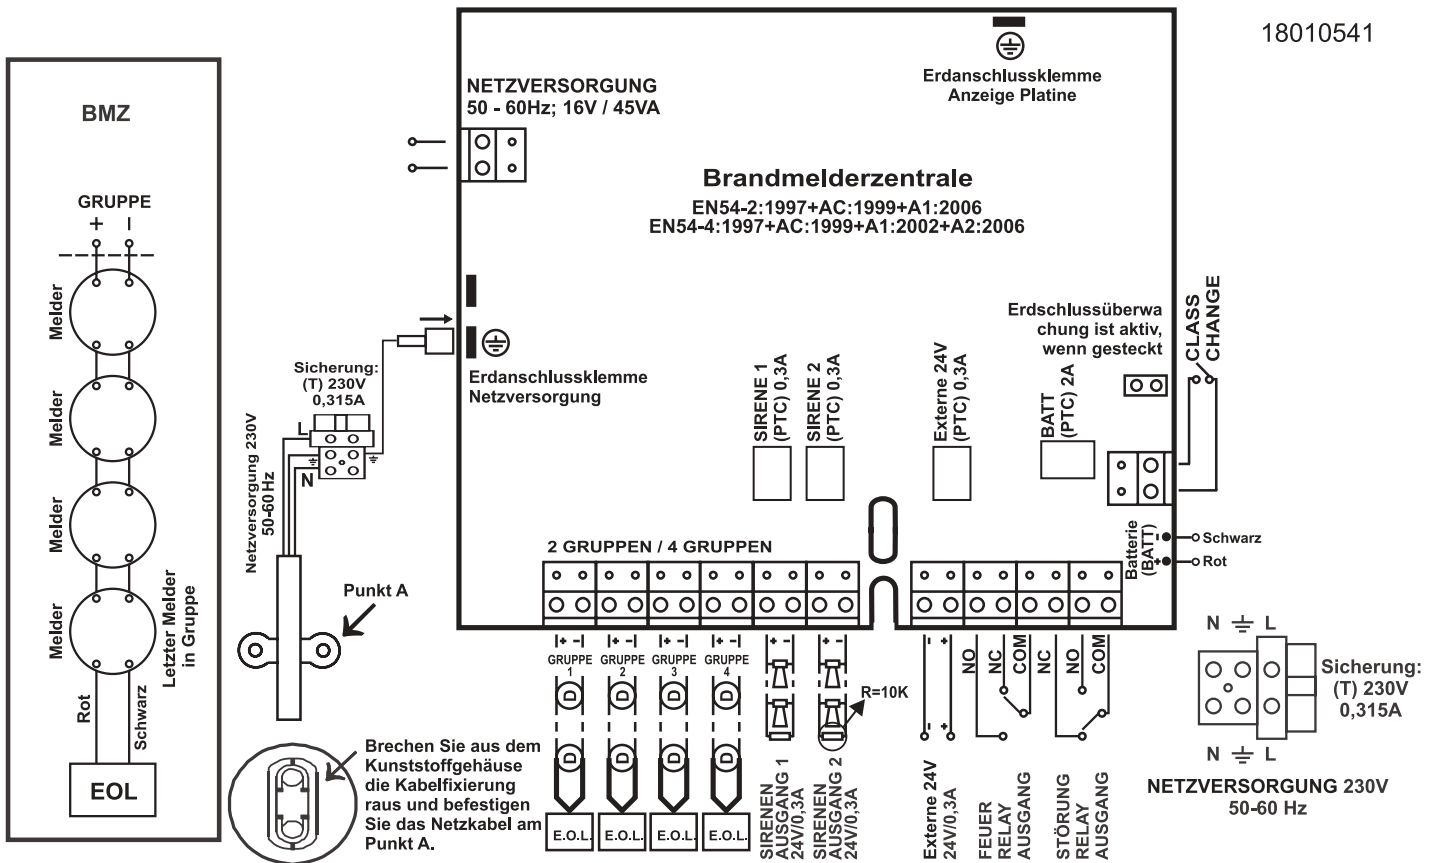 18010541
BMZ
GRUPPE
+ –
Melder
Melder
Melder
Melder
Letzter Melder
in Gruppe
Rot
Schwarz
EOL
NETZVERSORGUNG
50 - 60Hz; 16V / 45VA
Erdanschlussklemme
Anzeige Platine
Brandmelderzentrale
EN54-2:1997+AC:1999+A1:2006
EN54-4:1997+AC:1999+A1:2002+A2:2006
Erdanschlussklemme
Netzversorgung
Sicherung:
(T) 230V
0,315A
L
N
Netzversorgung 230V
50-60 Hz
Punkt A
Brechen Sie aus dem
Kunststoffgehäuse
die Kabelfixierung
raus und befestigen
Sie das Netzkabel am
Punkt A.
Erdschlussüberwa
chung ist aktiv,
wenn gesteckt
CLASS
CHANGE
SIRENE 1
(PTC) 0,3A
SIRENE 2
(PTC) 0,3A
Externe 24V
(PTC) 0,3A
BATT
(PTC) 2A
Batterie
(BATT)
- Schwarz
+ Rot
2 GRUPPEN / 4 GRUPPEN
+ - + - + - + - + - + - - +
GRUPPE
1
GRUPPE
2
GRUPPE
3
GRUPPE
4
D D D D
D D D D
E.O.L. E.O.L. E.O.L. E.O.L.
R=10K
SIRENEN
AUSGANG 1
24V/0,3A
SIRENEN
AUSGANG 2
24V/0,3A
- +
Externe 24V
24V/0,3A
NO
NC
COM
FEUER
RELAY
AUSGANG
NC
NO
COM
STÖRUNG
RELAY
AUSGANG
N L
Sicherung:
(T) 230V
0,315A
N L
NETZVERSORGUNG 230V
50-60 Hz